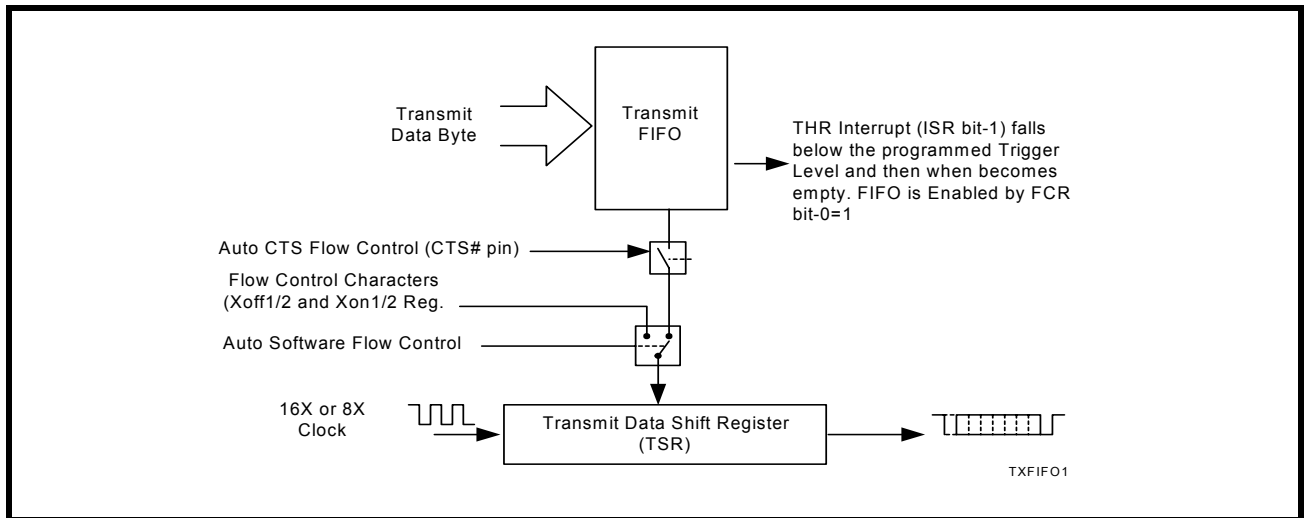 Transmit
Data Byte
Transmit
FIFO
THR Interrupt (ISR bit-1) falls
below the programmed Trigger
Level and then when becomes
empty. FIFO is Enabled by FCR
bit-0=1
Auto CTS Flow Control (CTS# pin)
Flow Control Characters
(Xoff1/2 and Xon1/2 Reg.
Auto Software Flow Control
16X or 8X
Clock
Transmit Data Shift Register
(TSR)
TXFIFO1